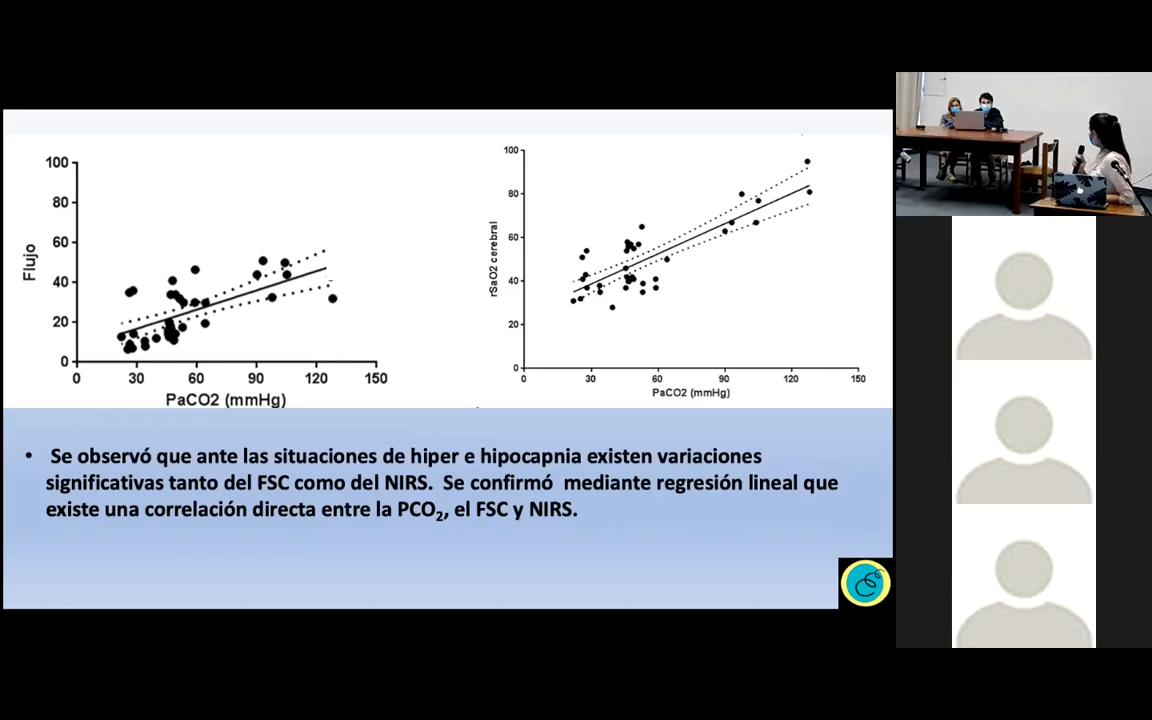 100
80
60
40
20
0
0 30 60 90 120 150
Flujo
PaCO2 (mmHg)
100
80
60
40
20
0
0 30 60 90 120 150
rSaO2 cerebral
PaCO2 (mmHg)
• Se observó que ante las situaciones de hiper e hipocapnia existen variaciones
significativas tanto del FSC como del NIRS. Se confirmó mediante regresión lineal que
existe una correlación directa entre la PCO₂, el FSC y NIRS.